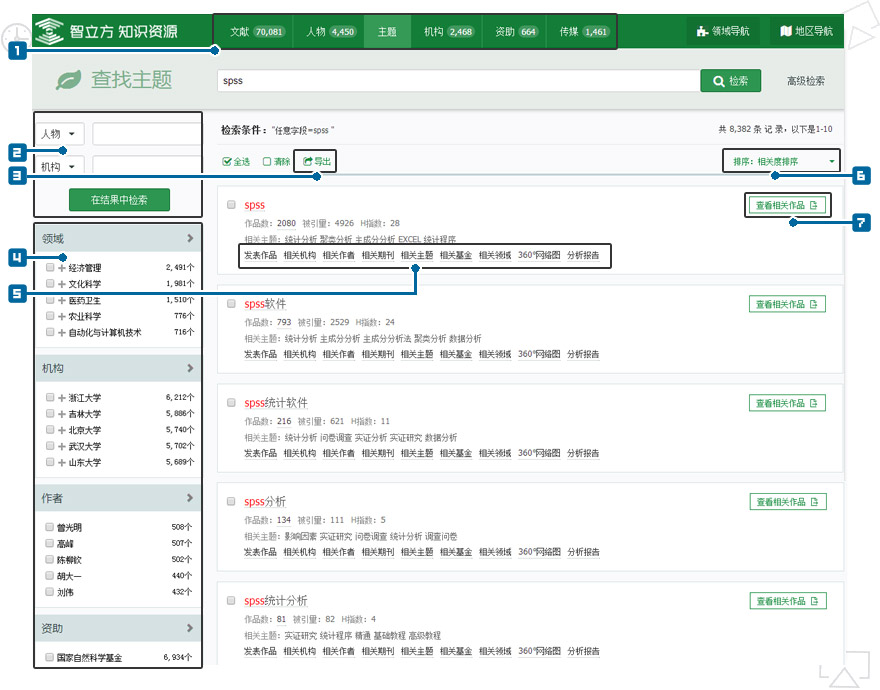 智立方 知识资源
文献 70,081 人物 4,450 主题 机构 2,468 资助 664 传媒 1,461 领域导航 地区导航
1
查找主题 spss 检索 高级检索
人物
机构
在结果中检索
2
3
检索条件："任意字段=spss "
共 8,382 条 记 录，以下是1-10
全选 清除 导出
排序：相关度排序
6
7
领域
经济管理 2,491个
文化科学 1,981个
医药卫生 1,510个
农业科学 776个
自动化与计算机技术 716个
4
5
机构
浙江大学 6,212个
吉林大学 5,886个
北京大学 5,740个
武汉大学 5,702个
山东大学 5,689个
作者
曾光明 508个
高峰 507个
陈柳钦 502个
胡大一 440个
刘伟 432个
资助
国家自然科学基金 6,934个
spss 查看相关作品
作品数：2080 被引量：4926 H指数：28
相关主题：统计分析 聚类分析 主成分分析 EXCEL 统计程序
发表作品 相关机构 相关作者 相关期刊 相关主题 相关基金 相关领域 360°网络图 分析报告
spss软件 查看相关作品
作品数：793 被引量：2529 H指数：24
相关主题：统计分析 主成分分析 主成分分析法 聚类分析 数据分析
发表作品 相关机构 相关作者 相关期刊 相关主题 相关基金 相关领域 360°网络图 分析报告
spss统计软件 查看相关作品
作品数：216 被引量：621 H指数：11
相关主题：统计分析 问卷调查 实证分析 实证研究 数据分析
发表作品 相关机构 相关作者 相关期刊 相关主题 相关基金 相关领域 360°网络图 分析报告
spss分析 查看相关作品
作品数：134 被引量：111 H指数：5
相关主题：影响因素 实证研究 问卷调查 统计分析 调查问卷
发表作品 相关机构 相关作者 相关期刊 相关主题 相关基金 相关领域 360°网络图 分析报告
spss统计分析 查看相关作品
作品数：81 被引量：82 H指数：4
相关主题：实证研究 统计程序 精通 基础教程 高级教程
发表作品 相关机构 相关作者 相关期刊 相关主题 相关基金 相关领域 360°网络图 分析报告